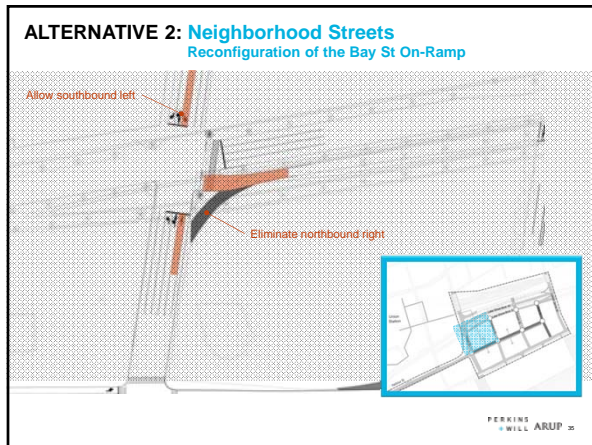 ALTERNATIVE 2: Neighborhood Streets
Reconfiguration of the Bay St On-Ramp
Allow southbound left
Eliminate northbound right
PERKINS
+ WILL ARUP 35